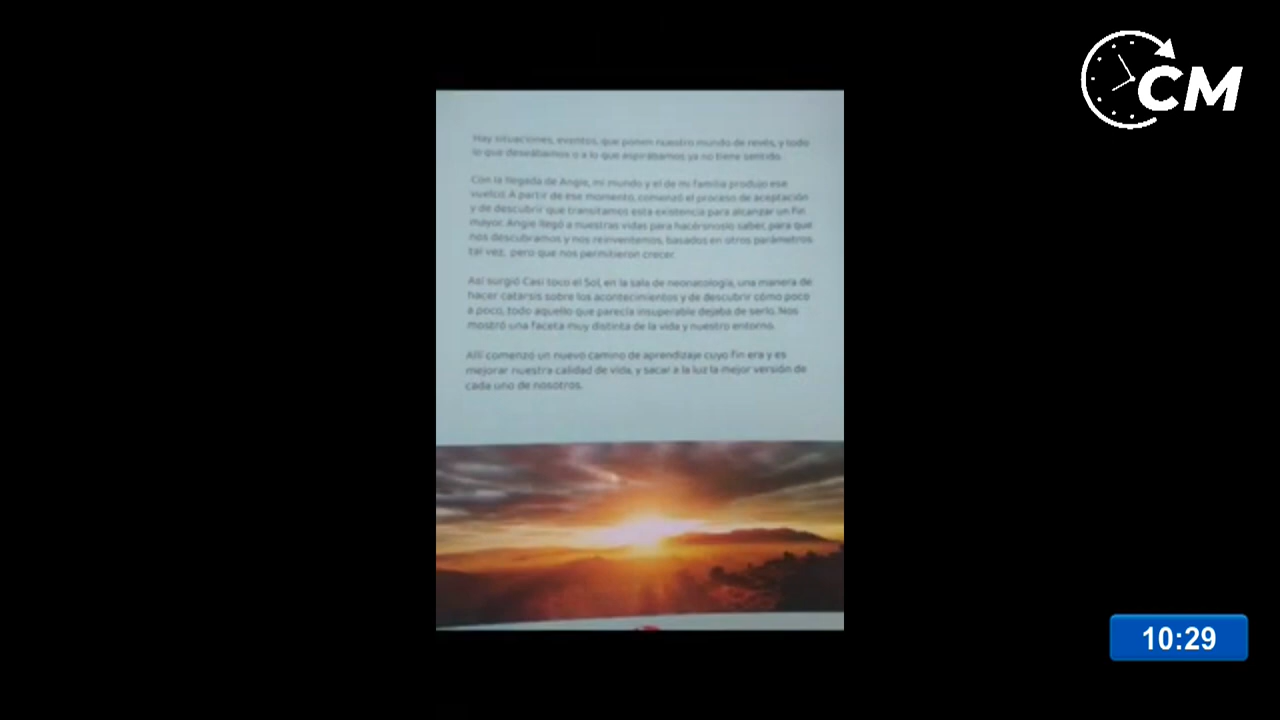 CM
Hay situaciones, eventos, que ponen nuestro mundo de revés, y todo
lo que deseábamos o a lo que aspirábamos ya no tiene sentido.
Con la llegada de Angie, mi mundo y el de mi familia produjo ese
vuelco. A partir de ese momento, comenzó el proceso de aceptación
y de descubrir que transitamos esta existencia para alcanzar un fin
mayor. Angie llegó a nuestras vidas para hacérnoslo saber, para que
nos descubramos y nos reinventemos, basados en otros parámetros
tal vez, pero que nos permitieron crecer.
Así surgió Casi toco el Sol, en la sala de neonatología, una manera de
hacer catarsis sobre los acontecimientos y de descubrir cómo poco
a poco, todo aquello que parecía insuperable dejaba de serlo. Nos
mostró una faceta muy distinta de la vida y nuestro entorno.
Allí comenzó un nuevo camino de aprendizaje cuyo fin era y es
mejorar nuestra calidad de vida, y sacar a la luz la mejor versión de
cada uno de nosotros.
10:29